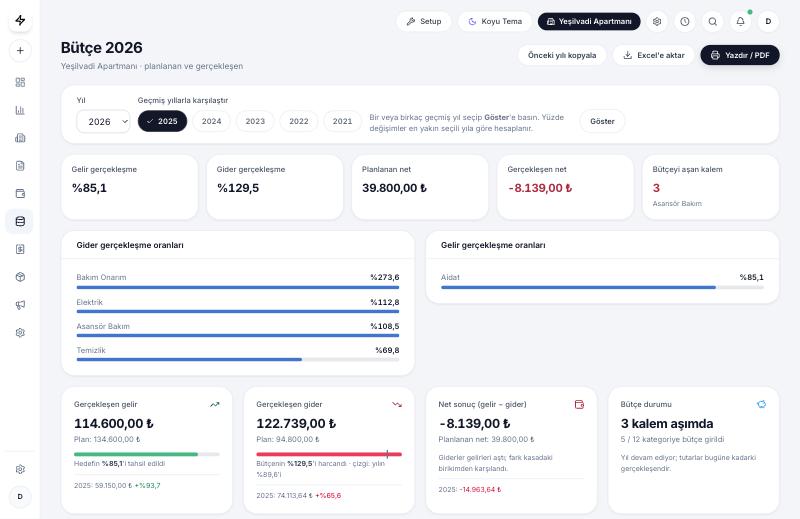 Setup
Koyu Tema
Yeşilvadi Apartmanı
D
Bütçe 2026
Yeşilvadi Apartmanı · planlanan ve gerçekleşen
Önceki yılı kopyala
Excel'e aktar
Yazdır / PDF
Yıl
Geçmiş yıllarla karşılaştır
2026
2025
2024
2023
2022
2021
Bir veya birkaç geçmiş yıl seçip Göster'e basın. Yüzde
değişimler en yakın seçili yıla göre hesaplanır.
Göster
Gelir gerçekleşme
%85,1
Gider gerçekleşme
%129,5
Planlanan net
39.800,00 ₺
Gerçekleşen net
-8.139,00 ₺
Bütçeyi aşan kalem
3
Asansör Bakım
Gider gerçekleşme oranları
Bakım Onarım %273,6
Elektrik %112,8
Asansör Bakım %108,5
Temizlik %69,8
Gelir gerçekleşme oranları
Aidat %85,1
Gerçekleşen gelir
114.600,00 ₺
Plan: 134.600,00 ₺
Hedefin %85,1'i tahsil edildi
2025: 59.150,00 ₺ +%93,7
Gerçekleşen gider
122.739,00 ₺
Plan: 94.800,00 ₺
Bütçenin %129,5'i harcandı · çizgi: yılın
%89,6'i
2025: 74.113,64 ₺ +%65,6
Net sonuç (gelir − gider)
-8.139,00 ₺
Planlanan net: 39.800,00 ₺
Giderler gelirleri aştı; fark kasadaki
birikimden karşılandı.
2025: -14.963,64 ₺
Bütçe durumu
3 kalem aşımda
5 / 12 kategoriye bütçe girildi
Yıl devam ediyor; tutarlar bugüne kadarki
gerçekleşendir.
D